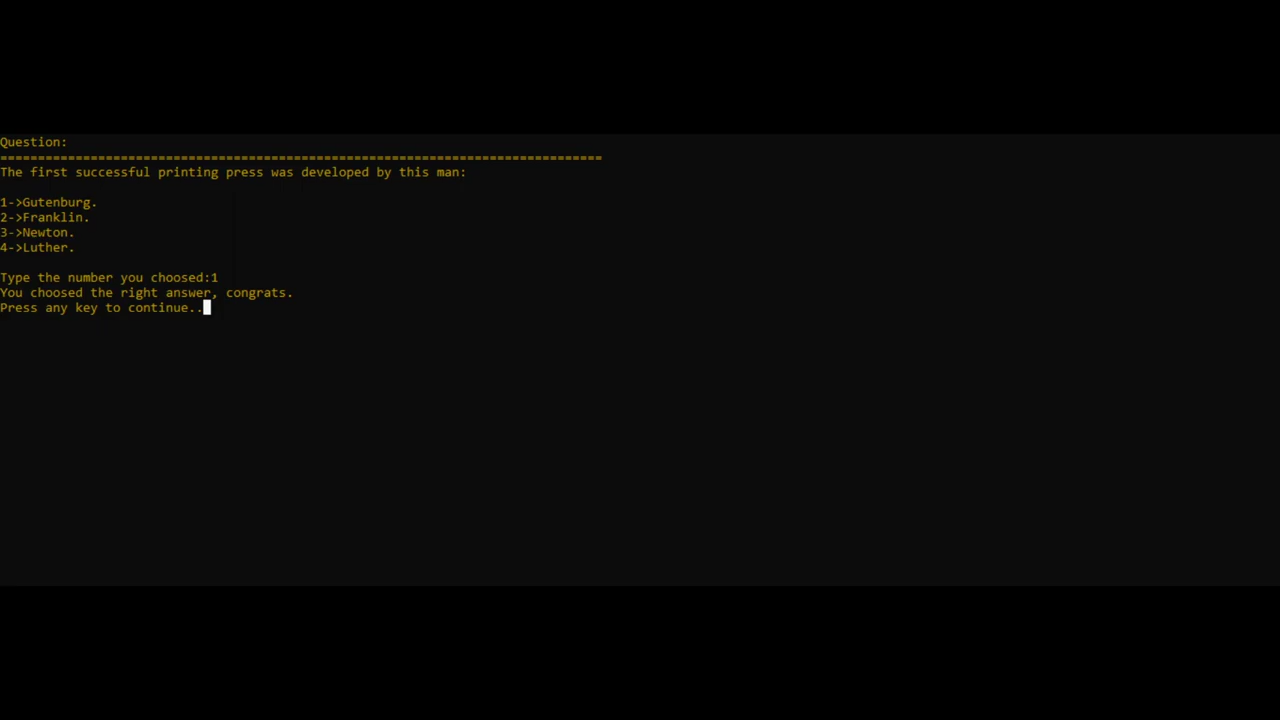 Question:
================================================================================
The first successful printing press was developed by this man:
1->Gutenburg.
2->Franklin.
3->Newton.
4->Luther.
Type the number you choosed:1
You choosed the right answer, congrats.
Press any key to continue..